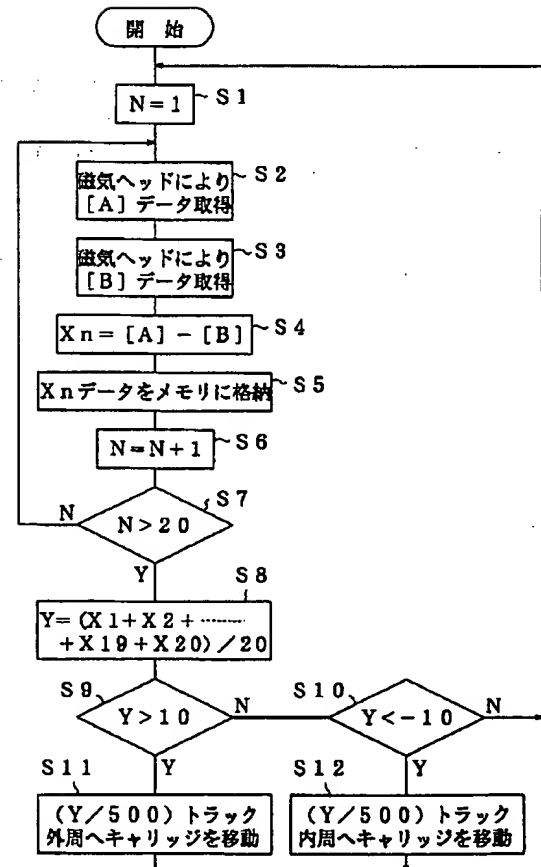 開 始
N=1
S1
磁気ヘッドにより
[A]データ取得
S2
磁気ヘッドにより
[B]データ取得
S3
Xn=[A]-[B]
S4
Xnデータをメモリに格納
S5
N=N+1
S6
S7
N>20
N
Y
S8
Y=(X1+X2+………
+X19+X20)/20
S9
Y>10
N
Y
S10
Y<-10
N
Y
S11
(Y/500)トラック
外周へキャリッジを移動
S12
(Y/500)トラック
内周へキャリッジを移動